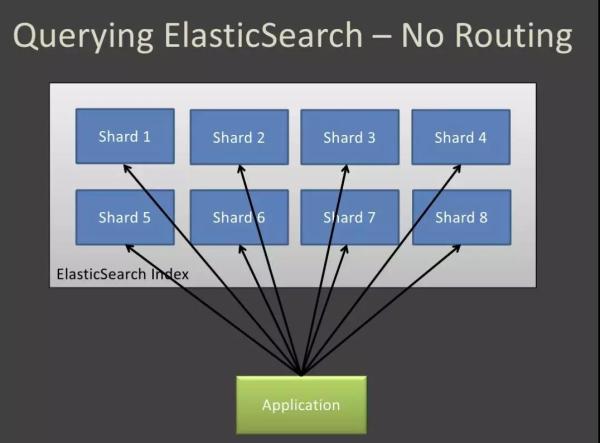 Querying ElasticSearch – No Routing
Shard 1
Shard 2
Shard 3
Shard 4
Shard 5
Shard 6
Shard 7
Shard 8
ElasticSearch Index
Application